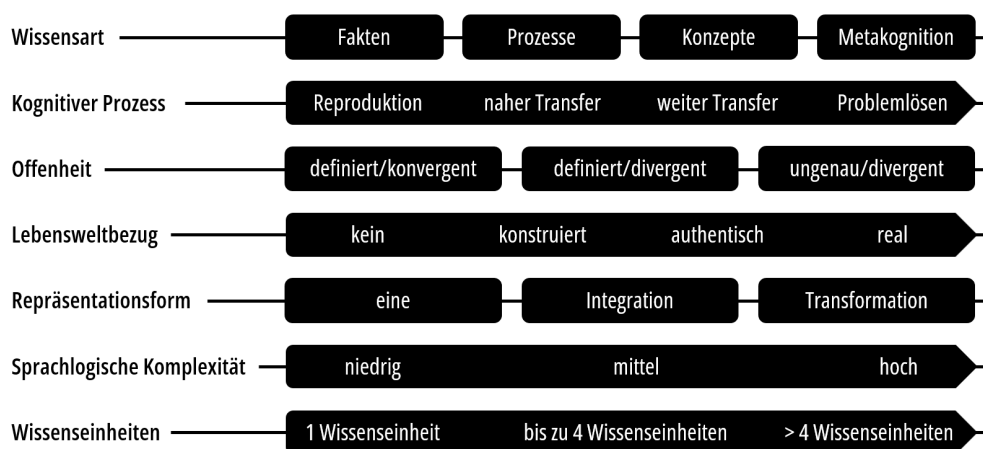 Wissensart Fakten Prozesse Konzepte Metakognition
Kognitiver Prozess Reproduktion naher Transfer weiter Transfer Problemlösen
Offenheit definiert/konvergent definiert/divergent ungenau/divergent
Lebensweltbezug kein konstruiert authentisch real
Repräsentationsform eine Integration Transformation
Sprachlogische Komplexität niedrig mittel hoch
Wissenseinheiten 1 Wissenseinheit bis zu 4 Wissenseinheiten > 4 Wissenseinheiten